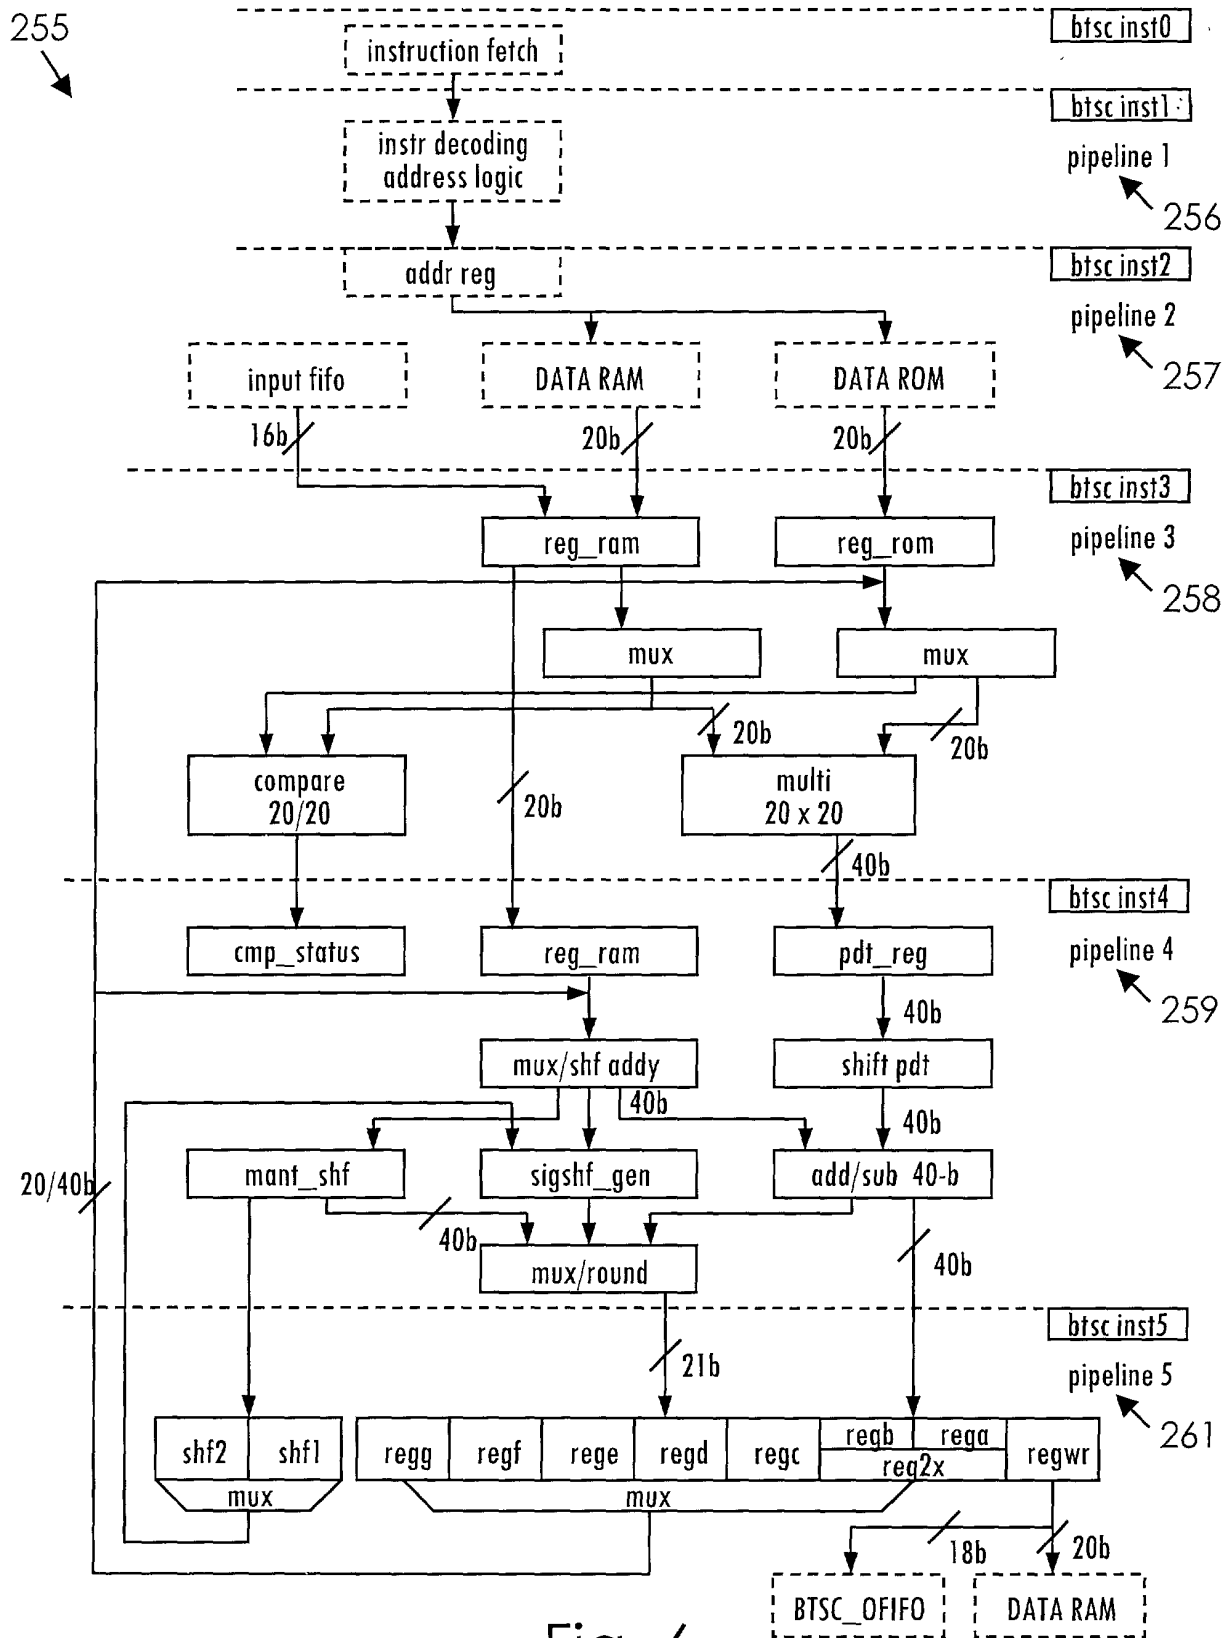 255
btsc inst0
instruction fetch
btsc inst1
instr decoding
address logic
pipeline 1
256
btsc inst2
addr reg
pipeline 2
257
input fifo
DATA RAM
DATA ROM
16b
20b
20b
btsc inst3
reg_ram
reg_rom
pipeline 3
258
mux
mux
20b
20b
compare
20/20
20b
multi
20 x 20
40b
btsc inst4
cmp_status
reg_ram
pdt_reg
pipeline 4
259
40b
mux/shf addy
shift pdt
40b
40b
20/40b
mant_shf
sigshf_gen
add/sub 40-b
40b
40b
mux/round
btsc inst5
21b
pipeline 5
261
shf2
shf1
regg
regf
rege
regd
regc
regb
rega
reg2x
regwr
mux
mux
18b
20b
BTSC_OFIFO
DATA RAM